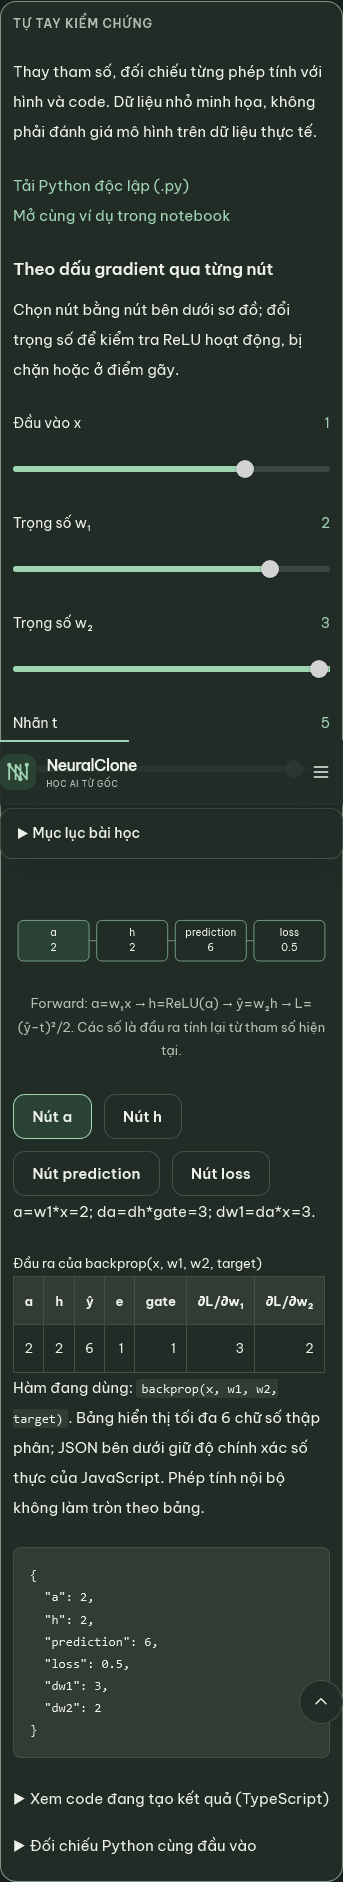 TỰ TAY KIỂM CHỨNG
Thay tham số, đối chiếu từng phép tính với
hình và code. Dữ liệu nhỏ minh họa, không
phải đánh giá mô hình trên dữ liệu thực tế.
Tải Python độc lập (.py)
Mở cùng ví dụ trong notebook
Theo dấu gradient qua từng nút
Chọn nút bằng nút bên dưới sơ đồ; đổi
trọng số để kiểm tra ReLU hoạt động, bị
chặn hoặc ở điểm gãy.
Đầu vào x 1
Trọng số w₁ 2
Trọng số w₂ 3
Nhãn t 5
NeuralClone
HỌC AI TỪ GỐC
▶ Mục lục bài học
a h prediction loss
2 2 6 0.5
Forward: a=w₁x → h=ReLU(a) → ŷ=w₂h → L=
(ŷ−t)²/2. Các số là đầu ra tính lại từ tham số hiện
tại.
Nút a Nút h
Nút prediction Nút loss
a=w1*x=2; da=dh*gate=3; dw1=da*x=3.
Đầu ra của backprop(x, w1, w2, target)
a h ŷ e gate ∂L/∂w₁ ∂L/∂w₂
2 2 6 1 1 3 2
Hàm đang dùng: backprop(x, w1, w2,
target). Bảng hiển thị tối đa 6 chữ số thập
phân; JSON bên dưới giữ độ chính xác số
thực của JavaScript. Phép tính nội bộ
không làm tròn theo bảng.
{
"a": 2,
"h": 2,
"prediction": 6,
"loss": 0.5,
"dw1": 3,
"dw2": 2
}
▶ Xem code đang tạo kết quả (TypeScript)
▶ Đối chiếu Python cùng đầu vào